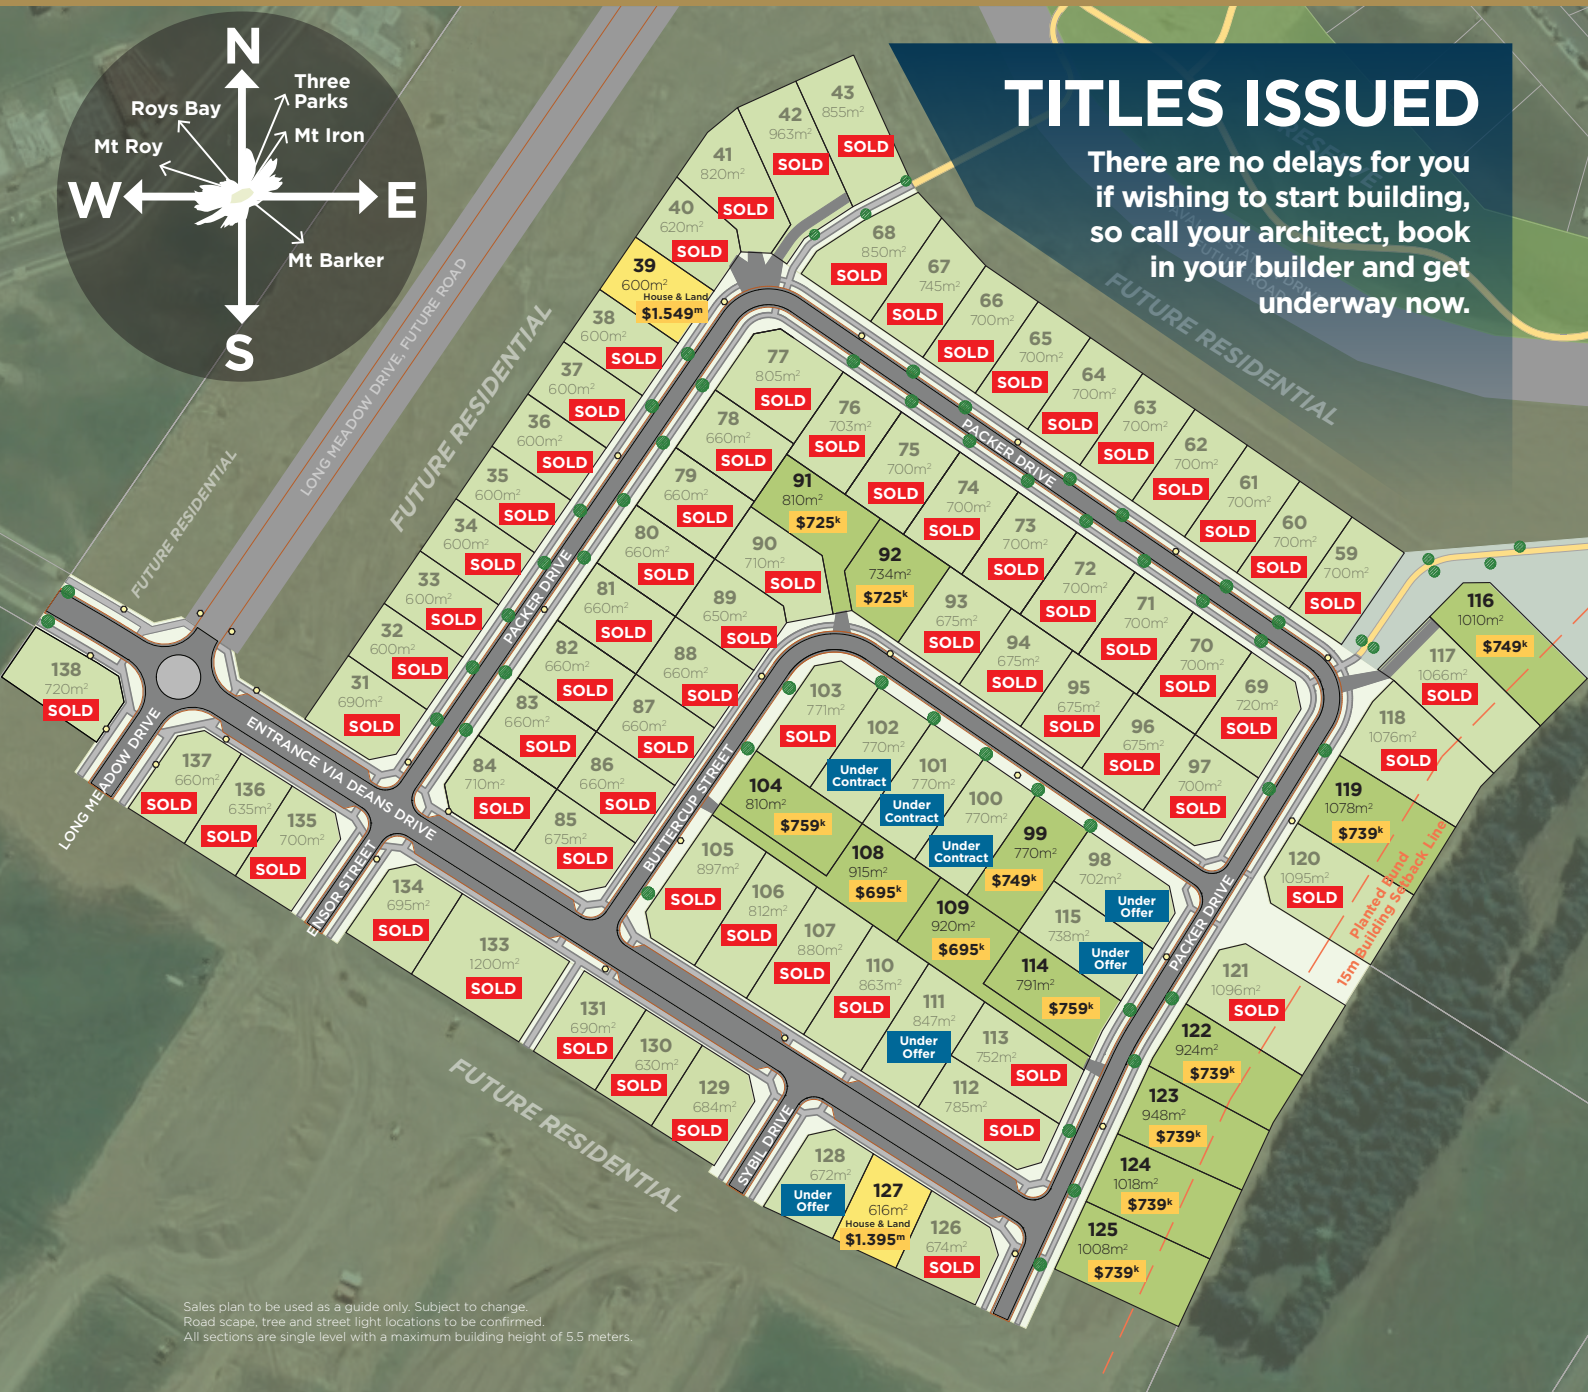 N
Three
Parks
Roys Bay
Mt Iron
Mt Roy
W
E
Mt Barker
S
TITLES ISSUED
There are no delays for you
if wishing to start building,
so call your architect, book
in your builder and get
underway now.
FUTURE RESIDENTIAL
LONG MEADOW DRIVE, FUTURE ROAD
FUTURE RESIDENTIAL
FUTURE RESIDENTIAL
43
855m²
SOLD
42
963m²
SOLD
41
820m²
SOLD
40
620m²
SOLD
39
600m²
House & Land
$1.549ᵐ
38
600m²
SOLD
37
600m²
SOLD
36
600m²
SOLD
35
600m²
SOLD
34
600m²
SOLD
33
600m²
SOLD
32
600m²
SOLD
31
690m²
SOLD
68
850m²
SOLD
67
745m²
SOLD
66
700m²
SOLD
65
700m²
SOLD
64
700m²
SOLD
63
700m²
SOLD
62
700m²
SOLD
61
700m²
SOLD
60
700m²
SOLD
59
700m²
SOLD
PACKER DRIVE
PACKER DRIVE
77
805m²
SOLD
76
703m²
SOLD
75
700m²
SOLD
74
700m²
SOLD
73
700m²
SOLD
72
700m²
SOLD
71
700m²
SOLD
70
700m²
SOLD
69
720m²
SOLD
78
660m²
SOLD
79
660m²
SOLD
80
660m²
SOLD
81
660m²
SOLD
82
660m²
SOLD
83
660m²
SOLD
84
710m²
SOLD
85
675m²
SOLD
86
660m²
SOLD
87
660m²
SOLD
88
660m²
SOLD
89
650m²
SOLD
90
710m²
SOLD
91
810m²
$725ᵏ
92
734m²
$725ᵏ
93
675m²
SOLD
94
675m²
SOLD
95
675m²
SOLD
96
675m²
SOLD
97
700m²
SOLD
BUTTERCUP STREET
103
771m²
SOLD
102
770m²
Under
Contract
101
770m²
Under
Contract
100
770m²
Under
Contract
99
770m²
$749ᵏ
98
702m²
Under
Offer
104
810m²
$759ᵏ
108
915m²
$695ᵏ
109
920m²
$695ᵏ
114
791m²
$759ᵏ
115
738m²
Under
Offer
105
897m²
SOLD
106
812m²
SOLD
107
880m²
SOLD
110
863m²
SOLD
111
847m²
Under
Offer
113
752m²
SOLD
112
785m²
SOLD
PACKER DRIVE
116
1010m²
$749ᵏ
117
1066m²
SOLD
118
1076m²
SOLD
119
1078m²
$739ᵏ
120
1095m²
SOLD
Planted Bund
15m Building Setback Line
121
1096m²
SOLD
122
924m²
$739ᵏ
123
948m²
$739ᵏ
124
1018m²
$739ᵏ
125
1008m²
$739ᵏ
138
720m²
SOLD
LONG MEADOW DRIVE
ENTRANCE VIA DEANS DRIVE
137
660m²
SOLD
136
635m²
SOLD
135
700m²
SOLD
ENSOR STREET
134
695m²
SOLD
133
1200m²
SOLD
131
690m²
SOLD
130
630m²
SOLD
129
684m²
SOLD
FUTURE RESIDENTIAL
SYBIL DRIVE
128
672m²
Under
Offer
127
616m²
House & Land
$1.395ᵐ
126
674m²
SOLD
Sales plan to be used as a guide only. Subject to change.
Road scape, tree and street light locations to be confirmed.
All sections are single level with a maximum building height of 5.5 meters.